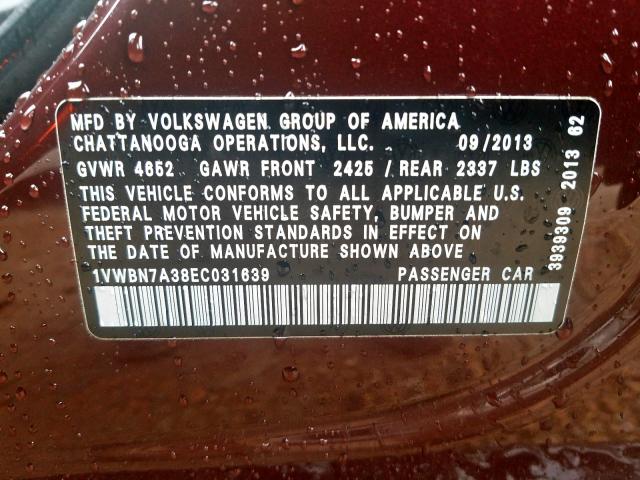 MFD BY VOLKSWAGEN GROUP OF AMERICA
CHATTANOOGA OPERATIONS, LLC. 09/2013
GVWR 4652 GAWR FRONT 2425 / REAR 2337 LBS
THIS VEHICLE CONFORMS TO ALL APPLICABLE U.S.
FEDERAL MOTOR VEHICLE SAFETY, BUMPER AND
THEFT PREVENTION STANDARDS IN EFFECT ON
THE DATE OF MANUFACTURE SHOWN ABOVE.
1VWBN7A38EC031639 PASSENGER CAR
3939309 2013 62